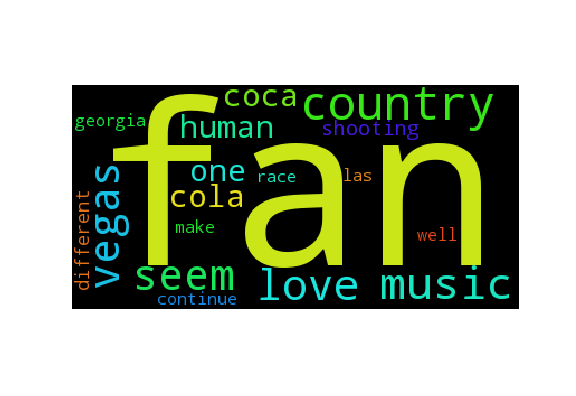 fan
coca
country
georgia
human
shooting
vegas
one
race
las
cola
different
make
well
seem
love
music
continue